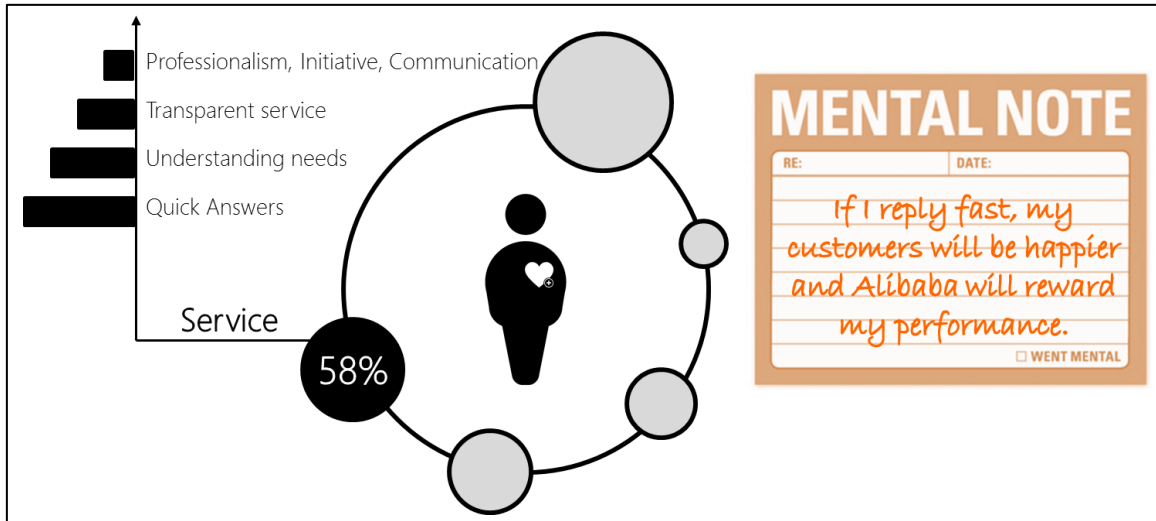 Professionalism, Initiative, Communication
Transparent service
Understanding needs
Quick Answers
Service
58%
MENTAL NOTE
RE:
DATE:
If I reply fast, my
customers will be happier
and Alibaba will reward
my performance.
WENT MENTAL